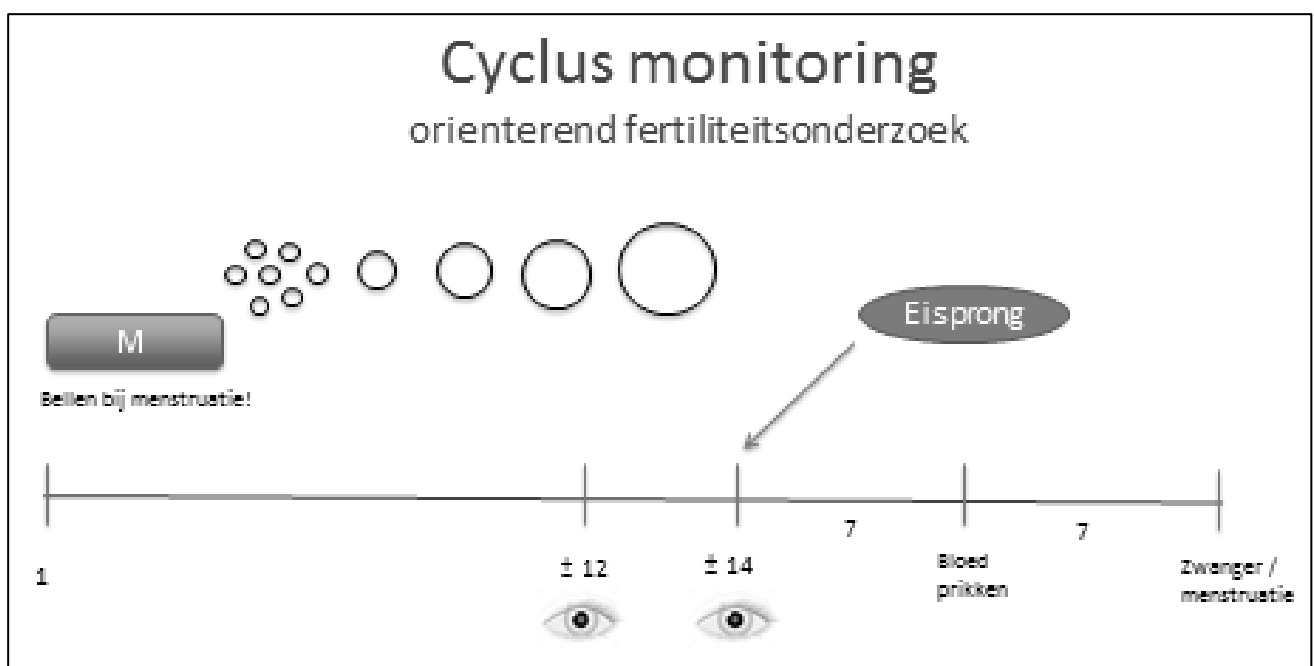 Cyclus monitoring
orienterend fertiliteitsonderzoek
Eisprong
M
Bellen bij menstruatie!
7
7
1
± 12
± 14
Bloed
prikken
Zwanger /
menstruatie